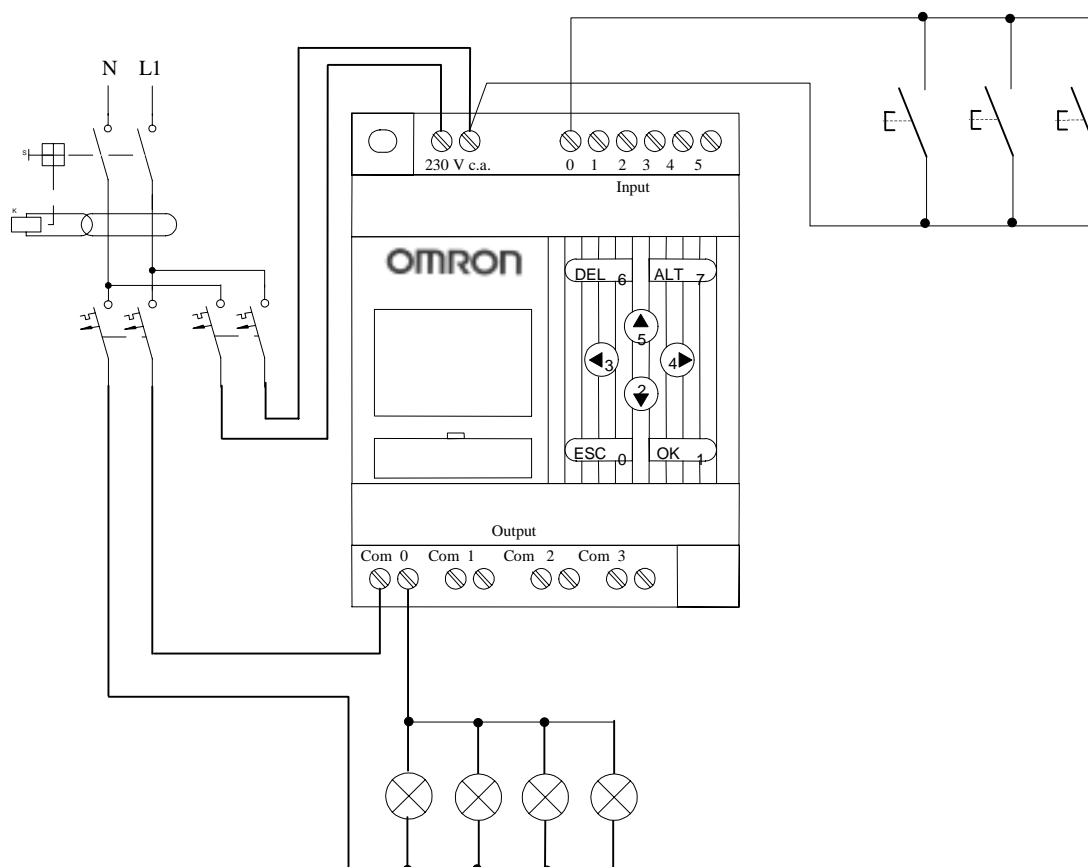 N L1
S
230 V c.a.
0 1 2 3 4 5
Input
K
OMRON
DEL 6 ALT 7
5
3 4
2
ESC 0 OK 1
Output
Com 0 Com 1 Com 2 Com 3